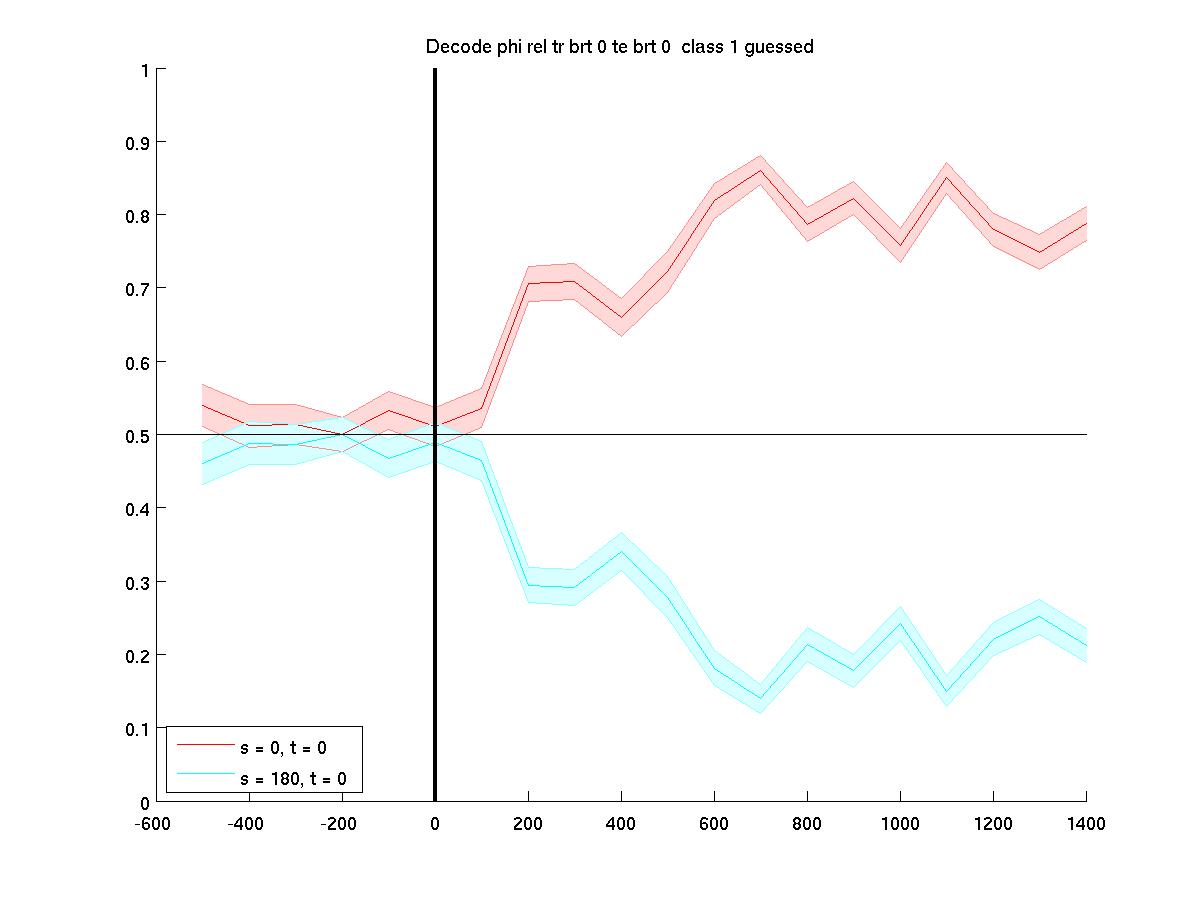 Decode phi rel tr brt 0 te brt 0 class 1 guessed
1
0.9
0.8
0.7
0.6
0.5
0.4
0.3
0.2
0.1
0
s = 0, t = 0
s = 180, t = 0
-600 -400 -200 0 200 400 600 800 1000 1200 1400